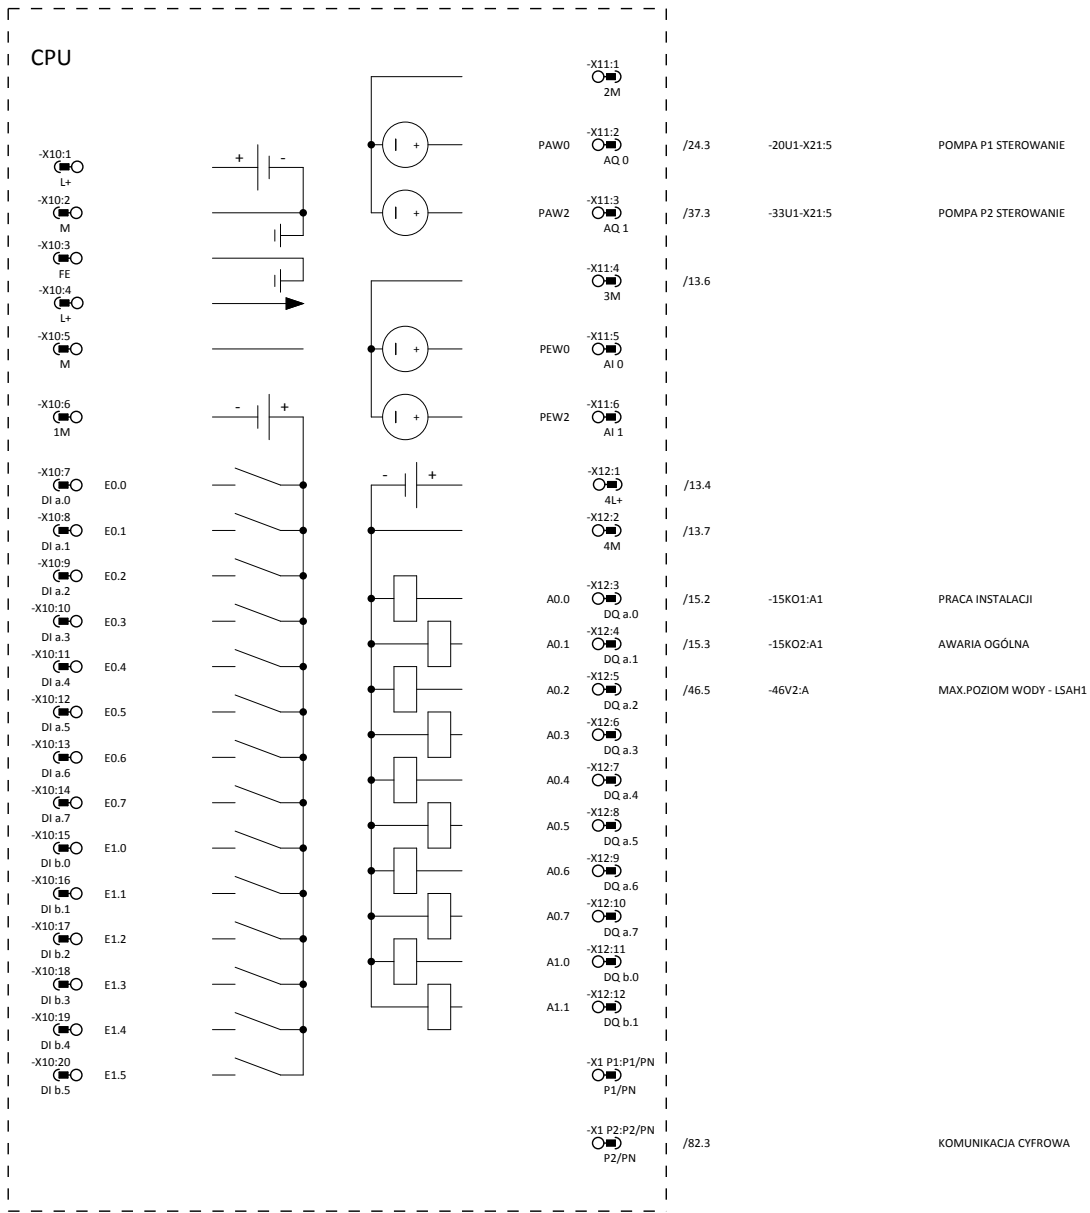 CPU
-X10:1
L+
+ -
-X10:2
M
-X10:3
FE
-X10:4
L+
-X10:5
M
-X10:6
1M
- +
-X10:7
DI a.0 E0.0
-X10:8
DI a.1 E0.1
-X10:9
DI a.2 E0.2
-X10:10
DI a.3 E0.3
-X10:11
DI a.4 E0.4
-X10:12
DI a.5 E0.5
-X10:13
DI a.6 E0.6
-X10:14
DI a.7 E0.7
-X10:15
DI b.0 E1.0
-X10:16
DI b.1 E1.1
-X10:17
DI b.2 E1.2
-X10:18
DI b.3 E1.3
-X10:19
DI b.4 E1.4
-X10:20
DI b.5 E1.5
-X11:1
2M
-X11:2
+ PAW0 /24.3 -20U1-X21:5 POMPA P1 STEROWANIE
AQ 0
-X11:3
+ PAW2 /37.3 -33U1-X21:5 POMPA P2 STEROWANIE
AQ 1
-X11:4
/13.6
3M
-X11:5
+ PEW0
AI 0
-X11:6
+ PEW2
AI 1
-X12:1
- + /13.4
4L+
-X12:2
/13.7
4M
-X12:3
A0.0 /15.2 -15KO1:A1 PRACA INSTALACJI
DQ a.0
-X12:4
A0.1 /15.3 -15KO2:A1 AWARIA OGÓLNA
DQ a.1
-X12:5
A0.2 /46.5 -46V2:A MAX.POZIOM WODY - LSAH1
DQ a.2
-X12:6
A0.3
DQ a.3
-X12:7
A0.4
DQ a.4
-X12:8
A0.5
DQ a.5
-X12:9
A0.6
DQ a.6
-X12:10
A0.7
DQ a.7
-X12:11
A1.0
DQ b.0
-X12:12
A1.1
DQ b.1
-X1 P1:P1/PN
P1/PN
-X1 P2:P2/PN
/82.3 KOMUNIKACJA CYFROWA
P2/PN